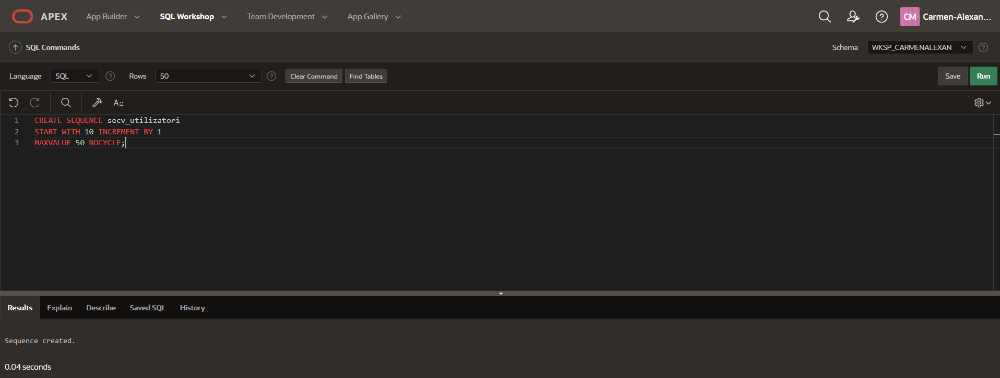 APEX App Builder SQL Workshop Team Development App Gallery CM Carmen-Alexan...
SQL Commands Schema WKSP_CARMENALEXAN
Language SQL Rows 50 Clear Command Find Tables Save Run
A
1 CREATE SEQUENCE secv_utilizatori
2 START WITH 10 INCREMENT BY 1
3 MAXVALUE 50 NOCYCLE;
Results Explain Describe Saved SQL History
Sequence created.
0.04 seconds